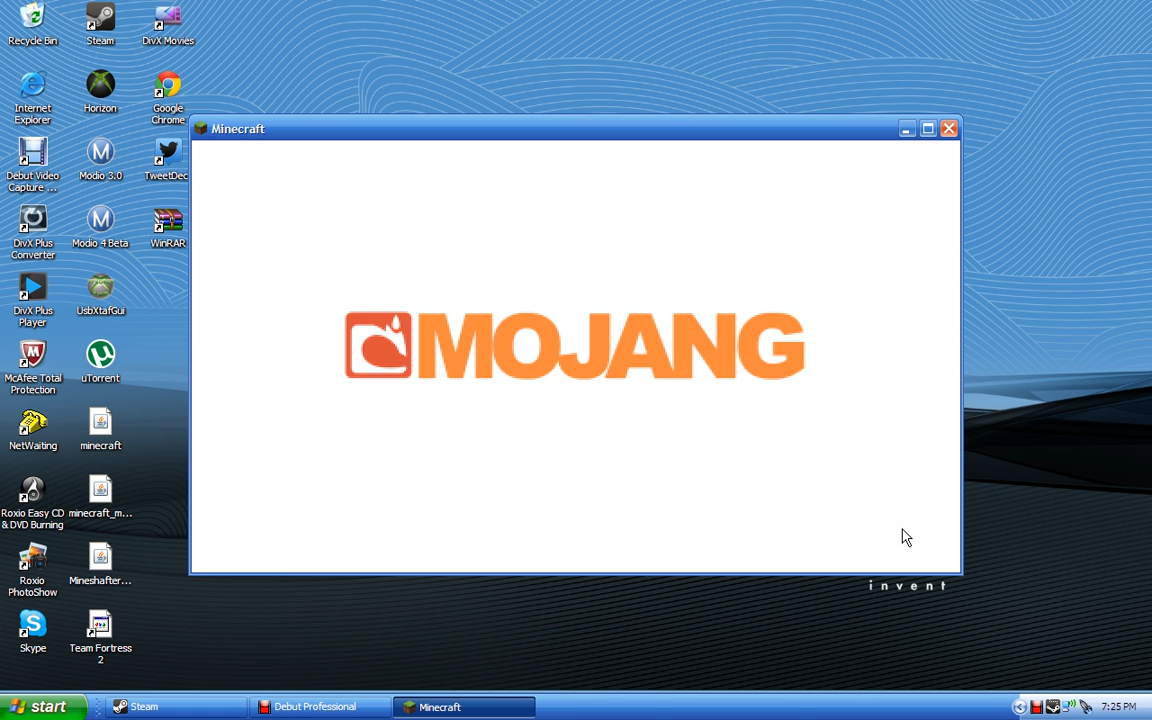 Recycle Bin
Steam
DivX Movies
Internet
Explorer
Horizon
Google
Chrome
Minecraft
Debut Video
Capture ...
Modio 3.0
TweetDec
DivX Plus
Converter
Modio 4 Beta
WinRAR
MOJANG
DivX Plus
Player
UsbXtafGui
McAfee Total
Protection
uTorrent
NetWaiting
minecraft
Roxio Easy CD
& DVD Burning
minecraft_m...
Roxio
PhotoShow
Mineshafter...
invent
Skype
Team Fortress
2
start
Steam
Debut Professional
Minecraft
7:25 PM